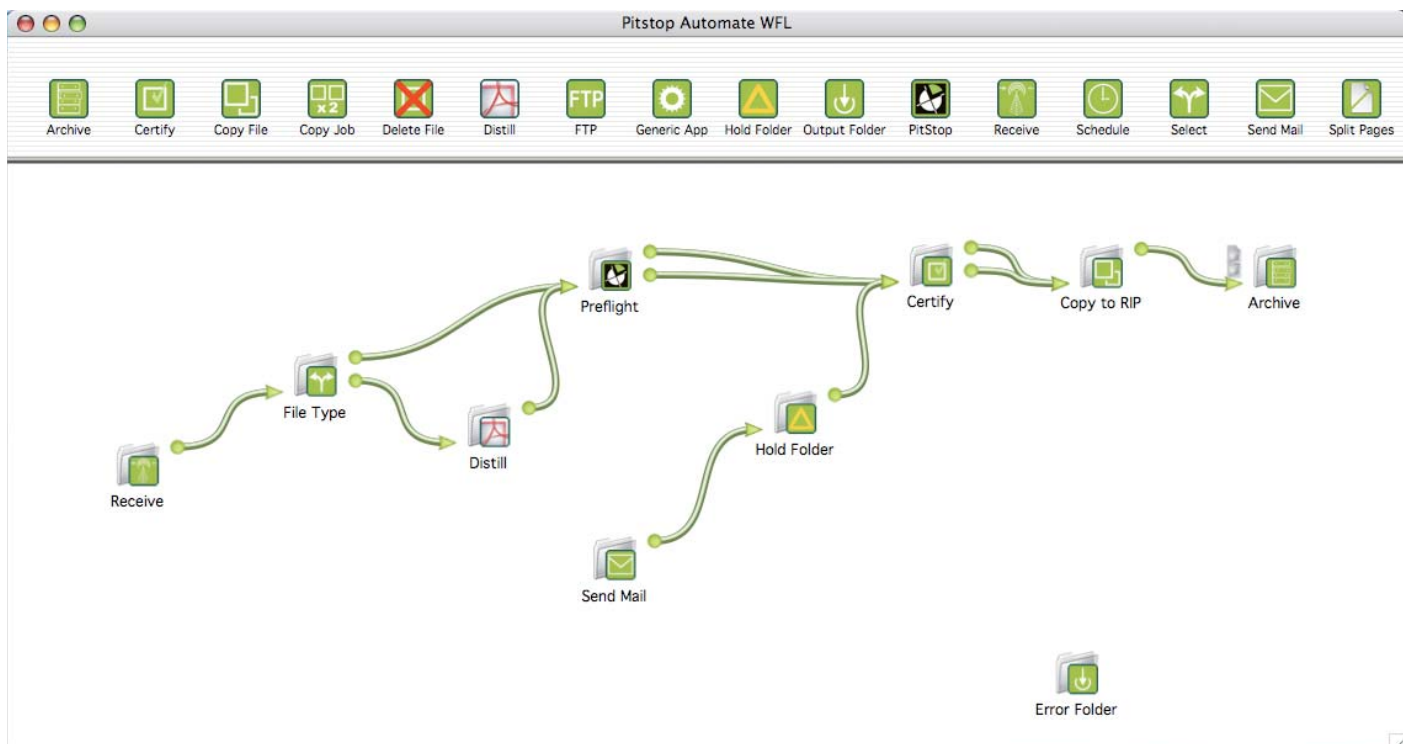 Pitstop Automate WFL
FTP
x2
Archive Certify Copy File Copy Job Delete File Distill FTP Generic App Hold Folder Output Folder PitStop Receive Schedule Select Send Mail Split Pages
Preflight
Certify
Copy to RIP
Archive
File Type
Distill
Hold Folder
Receive
Send Mail
Error Folder